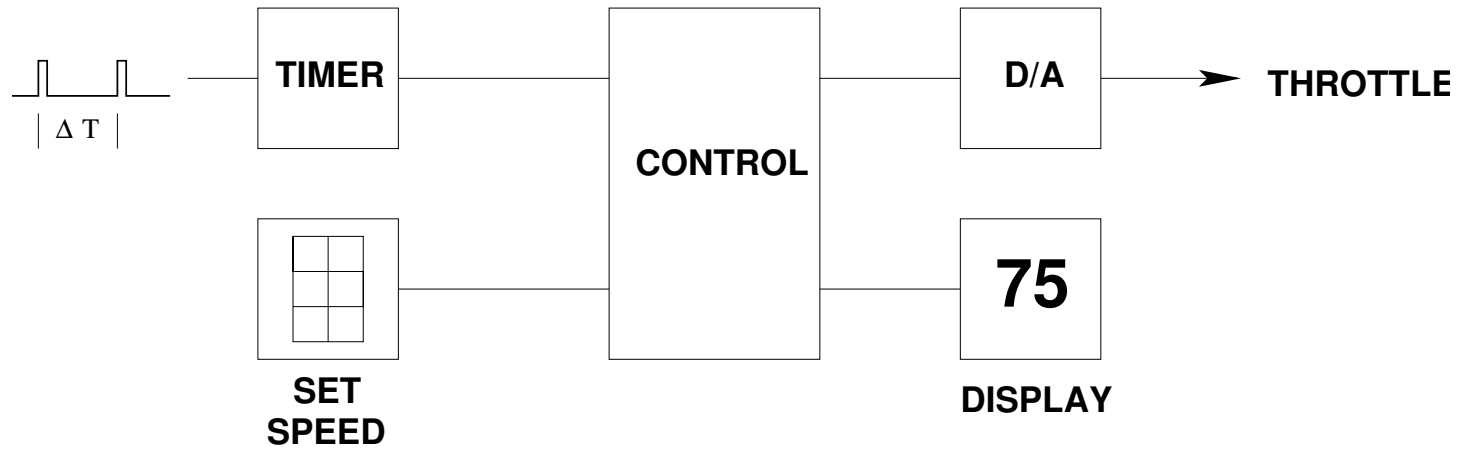 TIMER
D/A
THROTTLE
Δ T
CONTROL
75
SET
SPEED
DISPLAY